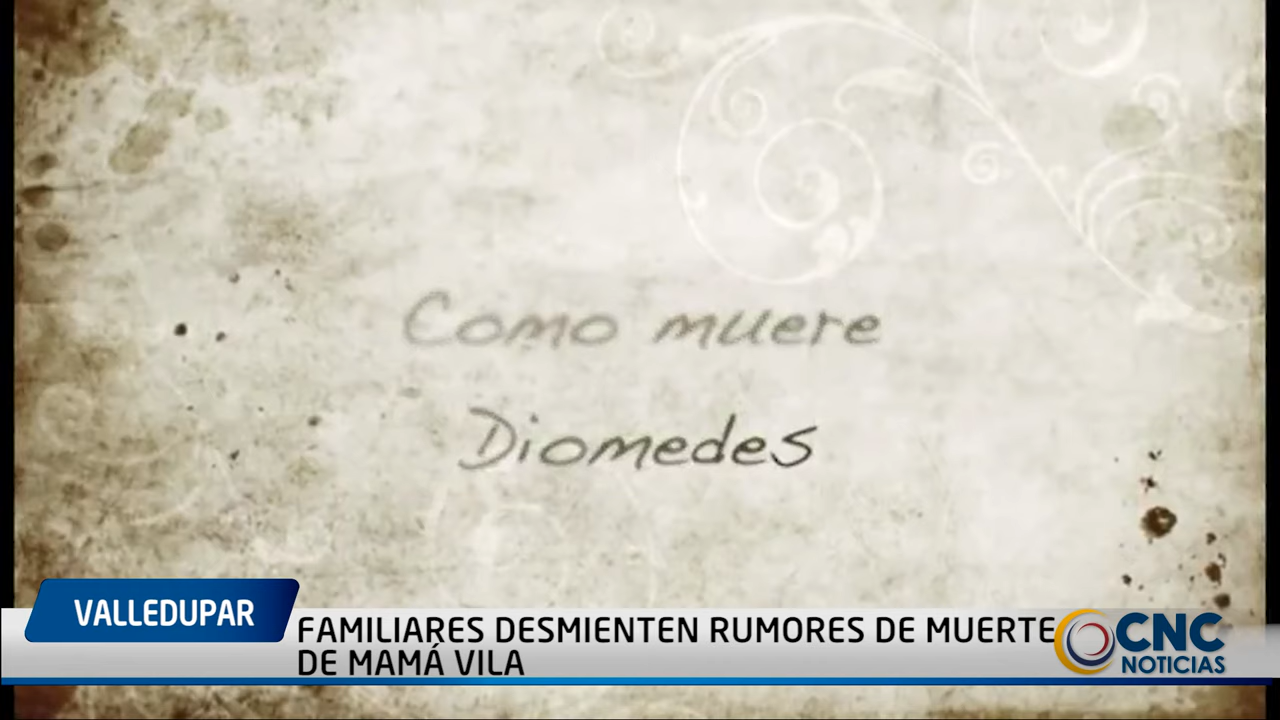 Como muere
Diomedes
VALLEDUPAR
FAMILIARES DESMIENTEN RUMORES DE MUERTE
DE MAMÁ VILA
CNC
NOTICIAS